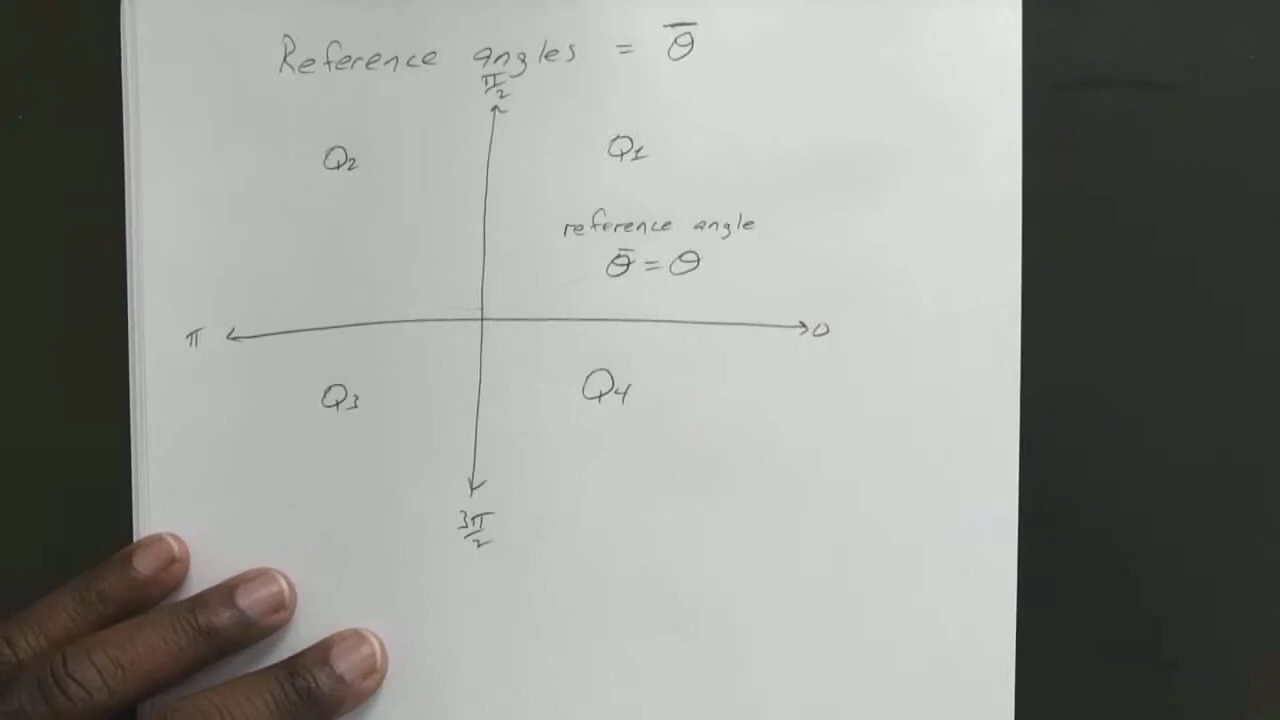 Reference angles = θ̅
π/2
Q2
Q1
reference angle
θ̅ = θ
π
0
Q3
Q4
3π/2